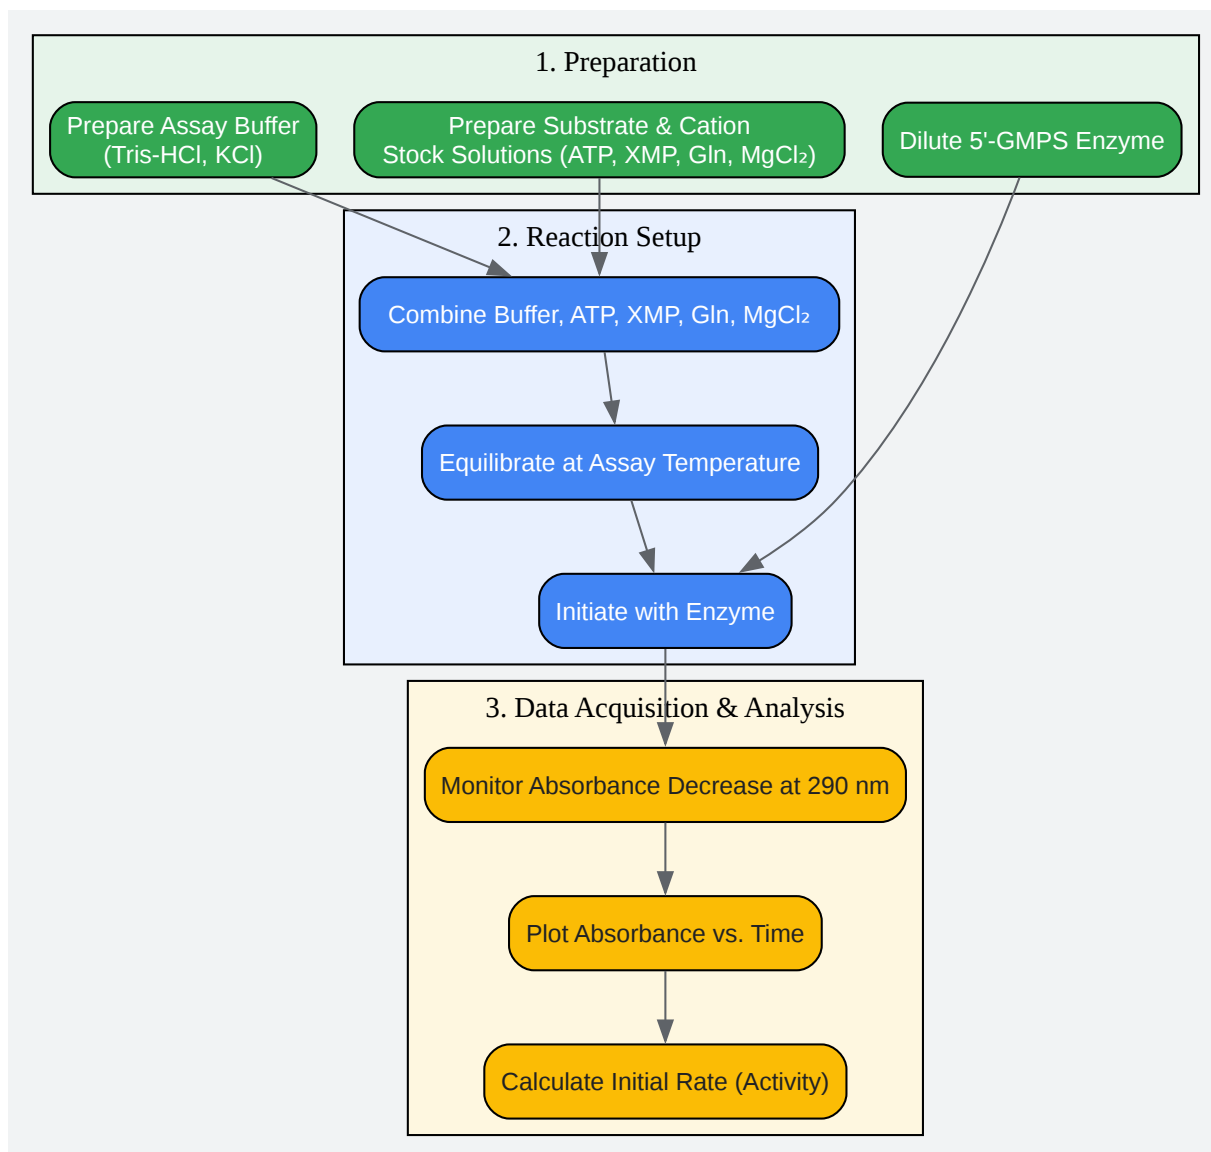 1. Preparation
Prepare Assay Buffer
(Tris-HCl, KCl)
Prepare Substrate & Cation
Stock Solutions (ATP, XMP, Gln, MgCl₂)
Dilute 5'-GMPS Enzyme
2. Reaction Setup
Combine Buffer, ATP, XMP, Gln, MgCl₂
Equilibrate at Assay Temperature
Initiate with Enzyme
3. Data Acquisition & Analysis
Monitor Absorbance Decrease at 290 nm
Plot Absorbance vs. Time
Calculate Initial Rate (Activity)